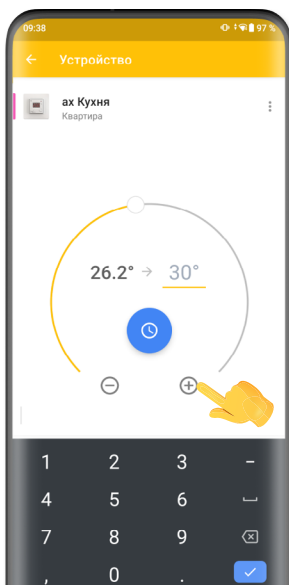 09:38
97 %
Устройство
ах Кухня
Квартира
26.2° → 30°
1 2 3 –
4 5 6
7 8 9
, 0 .